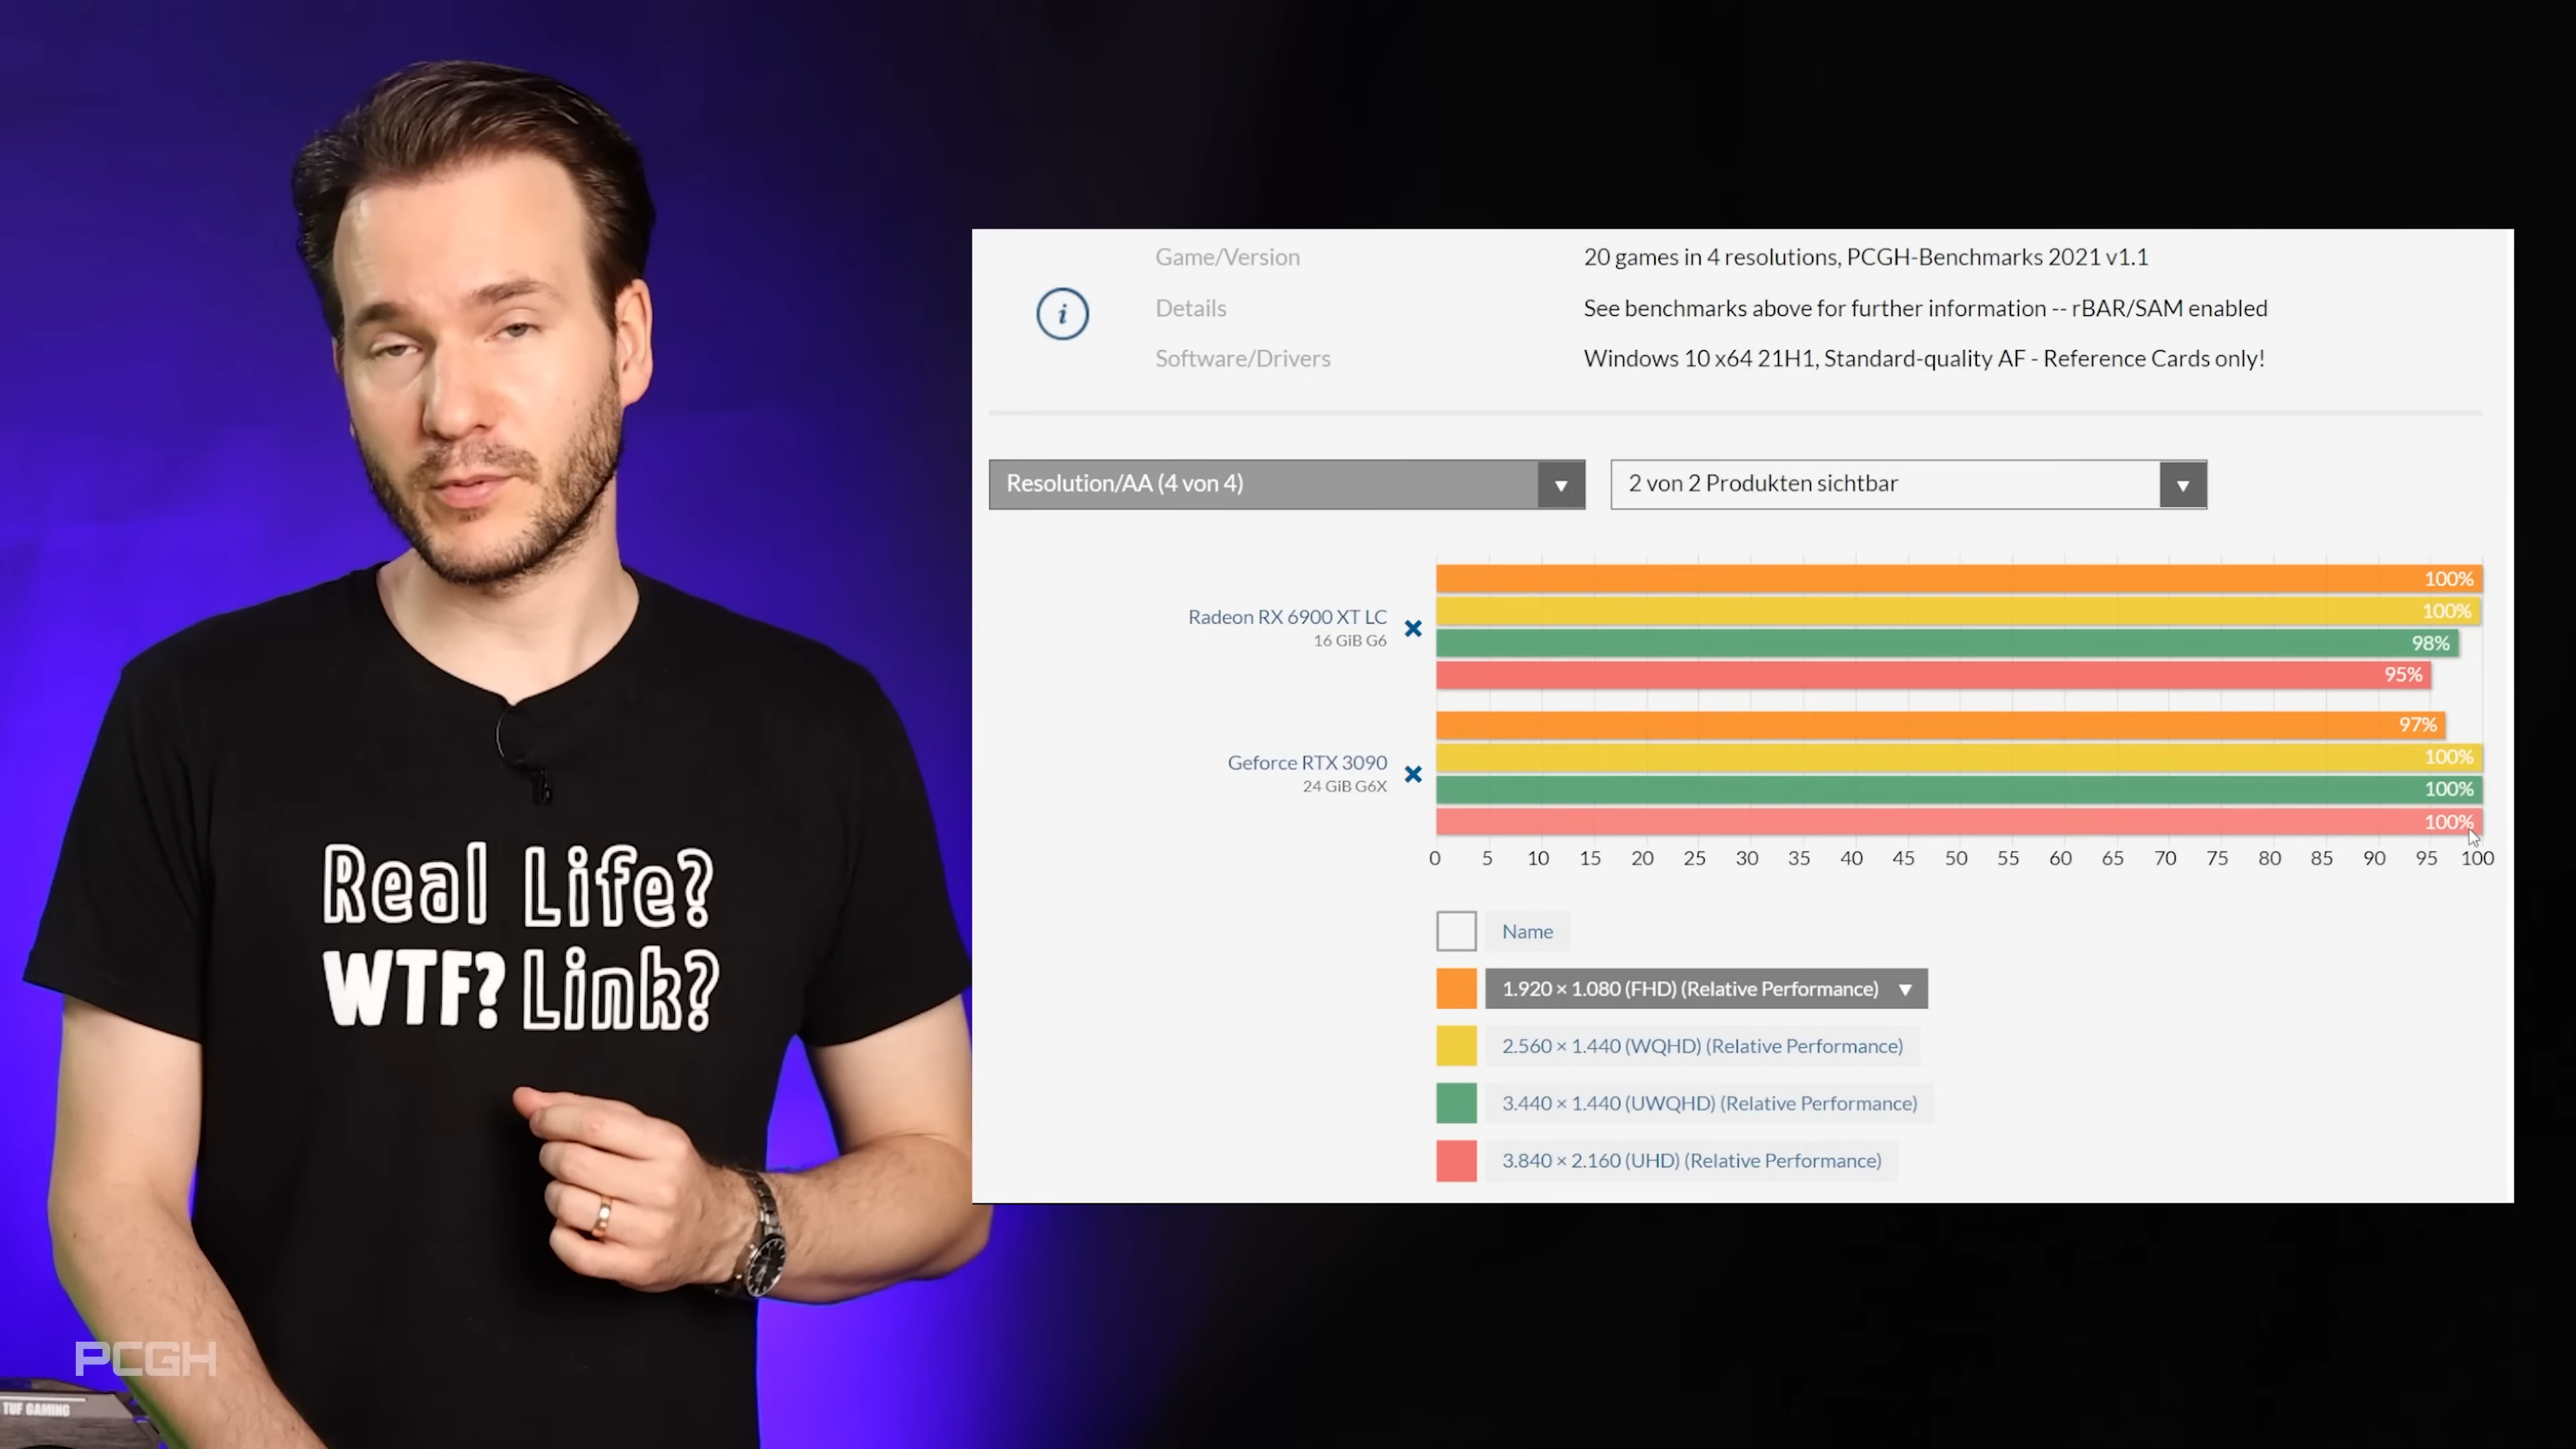 Game/Version 20 games in 4 resolutions, PCGH-Benchmarks 2021 v1.1
i
Details See benchmarks above for further information -- rBAR/SAM enabled
Software/Drivers Windows 10 x64 21H1, Standard-quality AF - Reference Cards only!
Resolution/AA (4 von 4) ▼ 2 von 2 Produkten sichtbar ▼
100%
Radeon RX 6900 XT LC 100%
16 GiB G6 98%
95%
97%
Geforce RTX 3090 100%
24 GiB G6X 100%
100%
0 5 10 15 20 25 30 35 40 45 50 55 60 65 70 75 80 85 90 95 100
Name
1.920 × 1.080 (FHD) (Relative Performance) ▼
2.560 × 1.440 (WQHD) (Relative Performance)
3.440 × 1.440 (UWQHD) (Relative Performance)
3.840 × 2.160 (UHD) (Relative Performance)
Real Life?
WTF? Link?
PCGH
TUF GAMING